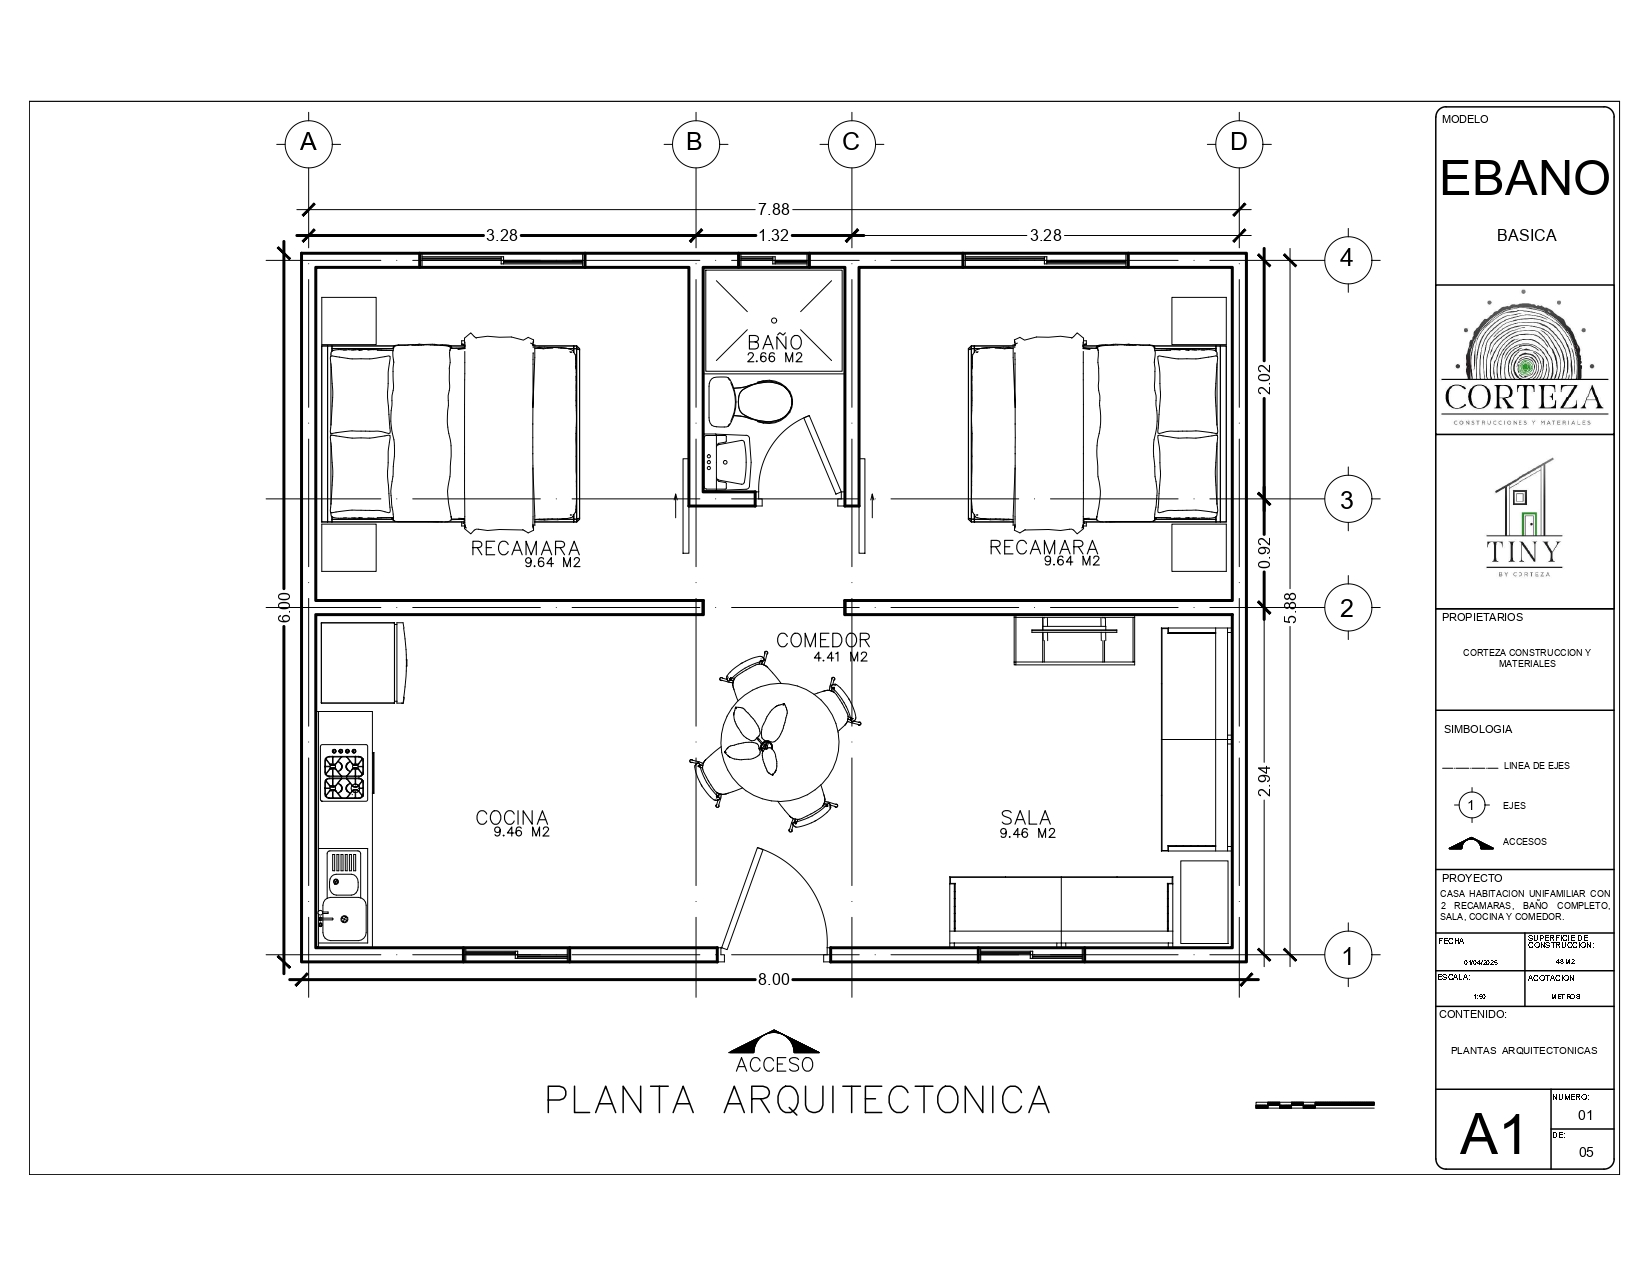 A
B
C
D
7.88
3.28
1.32
3.28
4
BAÑO
2.66 M2
2.02
3
RECAMARA
9.64 M2
RECAMARA
9.64 M2
0.92
6.00
5.88
2
COMEDOR
4.41 M2
2.94
COCINA
9.46 M2
SALA
9.46 M2
1
8.00
ACCESO
PLANTA ARQUITECTONICA
MODELO
EBANO
BASICA
CORTEZA
CONSTRUCCIONES Y MATERIALES
TINY
BY CORTEZA
PROPIETARIOS
CORTEZA CONSTRUCCION Y
MATERIALES
SIMBOLOGIA
LINEA DE EJES
1
EJES
ACCESOS
PROYECTO
CASA HABITACION UNIFAMILIAR CON
2 RECAMARAS, BAÑO COMPLETO,
SALA, COCINA Y COMEDOR.
FECHA
01/04/2025
SUPERFICIE DE
CONSTRUCCION:
48 M2
ESCALA:
1:50
ACOTACION
METROS
CONTENIDO:
PLANTAS ARQUITECTONICAS
A1
NUMERO:
01
DE:
05